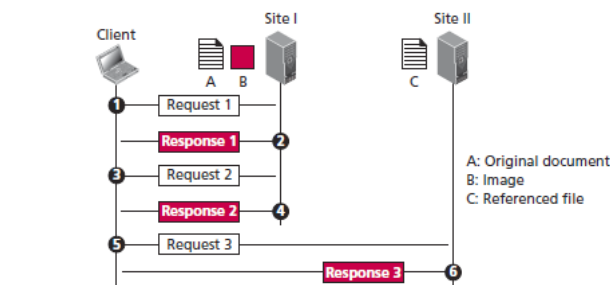 Site I
Site II
Client
A
B
C
1
Request 1
Response 1
2
3
Request 2
Response 2
4
5
Request 3
Response 3
6
A: Original document
B: Image
C: Referenced file